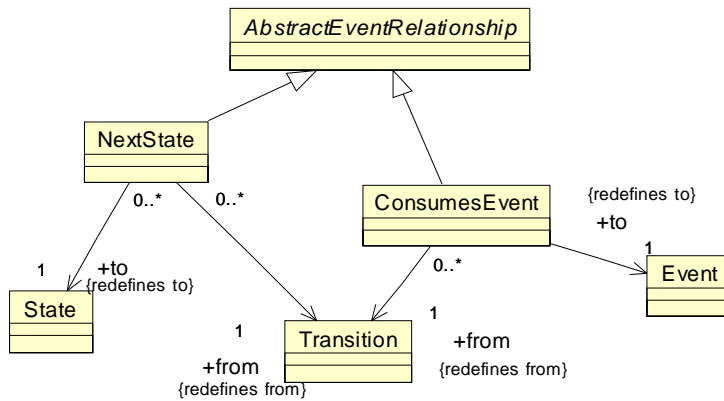 AbstractEventRelationship
NextState
0..*
0..*
ConsumesEvent
{redefines to}
+to
0..*
1
1
+to
{redefines to}
Event
State
1
1
Transition
+from
{redefines from}
+from
{redefines from}